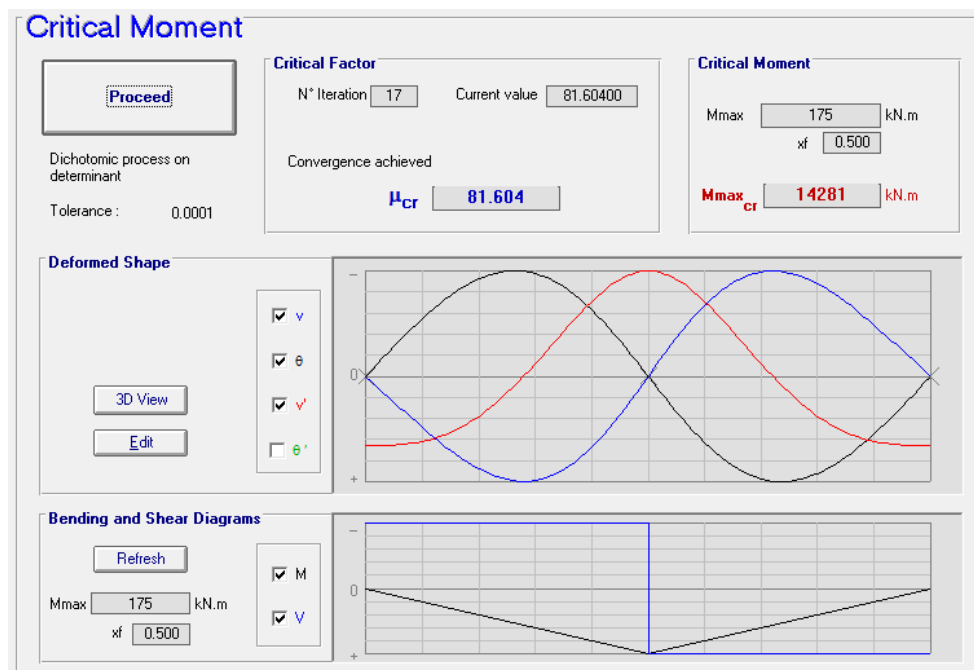 Critical Moment
Proceed
Dichotomic process on
determinant
Tolerance : 0.0001
Critical Factor
N° Iteration 17 Current value 81.60400
Convergence achieved
μcr 81.604
Critical Moment
Mmax 175 kN.m
xf 0.500
Mmaxcr 14281 kN.m
Deformed Shape
v
θ
v'
θ'
3D View
Edit
−
0
+
Bending and Shear Diagrams
Refresh
Mmax 175 kN.m
xf 0.500
M
V
−
0
+